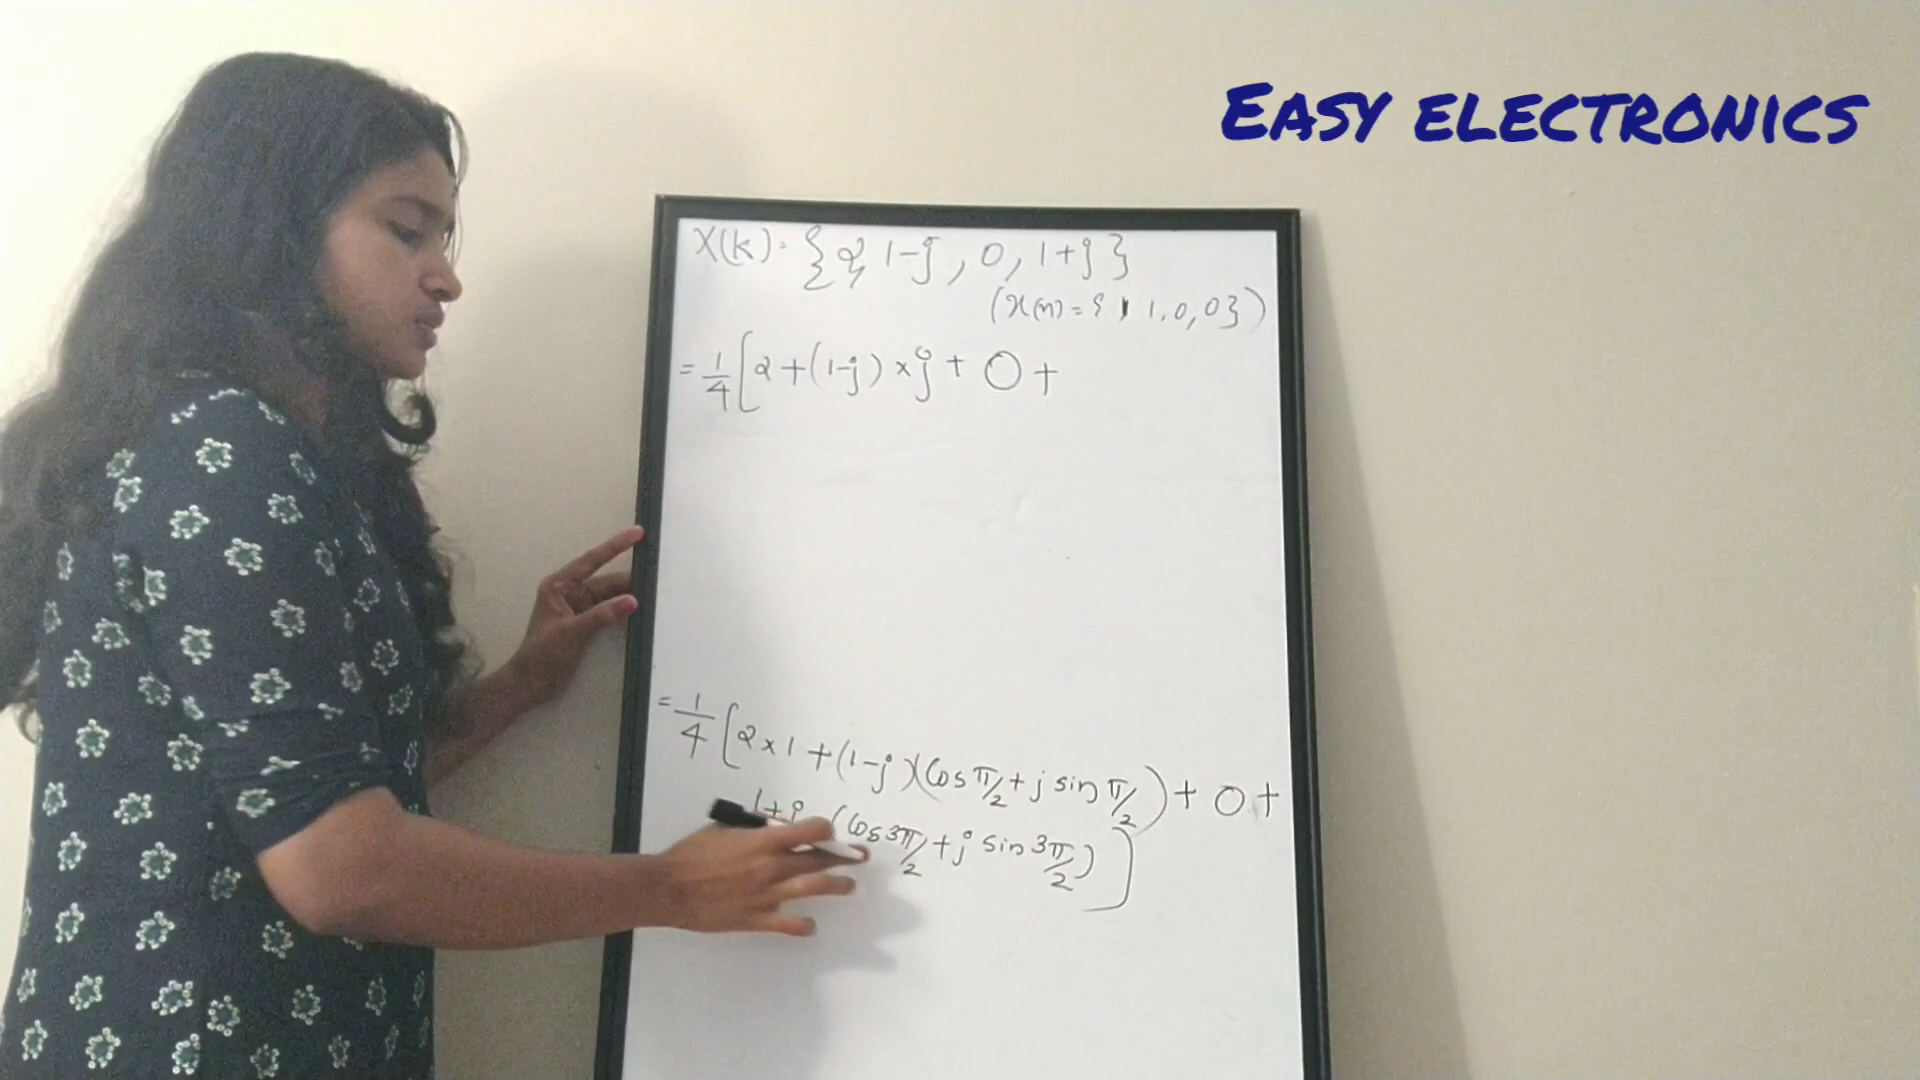 EASY ELECTRONICS
X(k) = {2, 1-j, 0, 1+j}
(x(n) = {1, 1, 0, 0})
= 1/4 [2 + (1-j) × j + 0 +
= 1/4 [2 × 1 + (1-j)(cos π/2 + j sin π/2) + 0 +
1+j (cos 3π/2 + j sin 3π/2)]